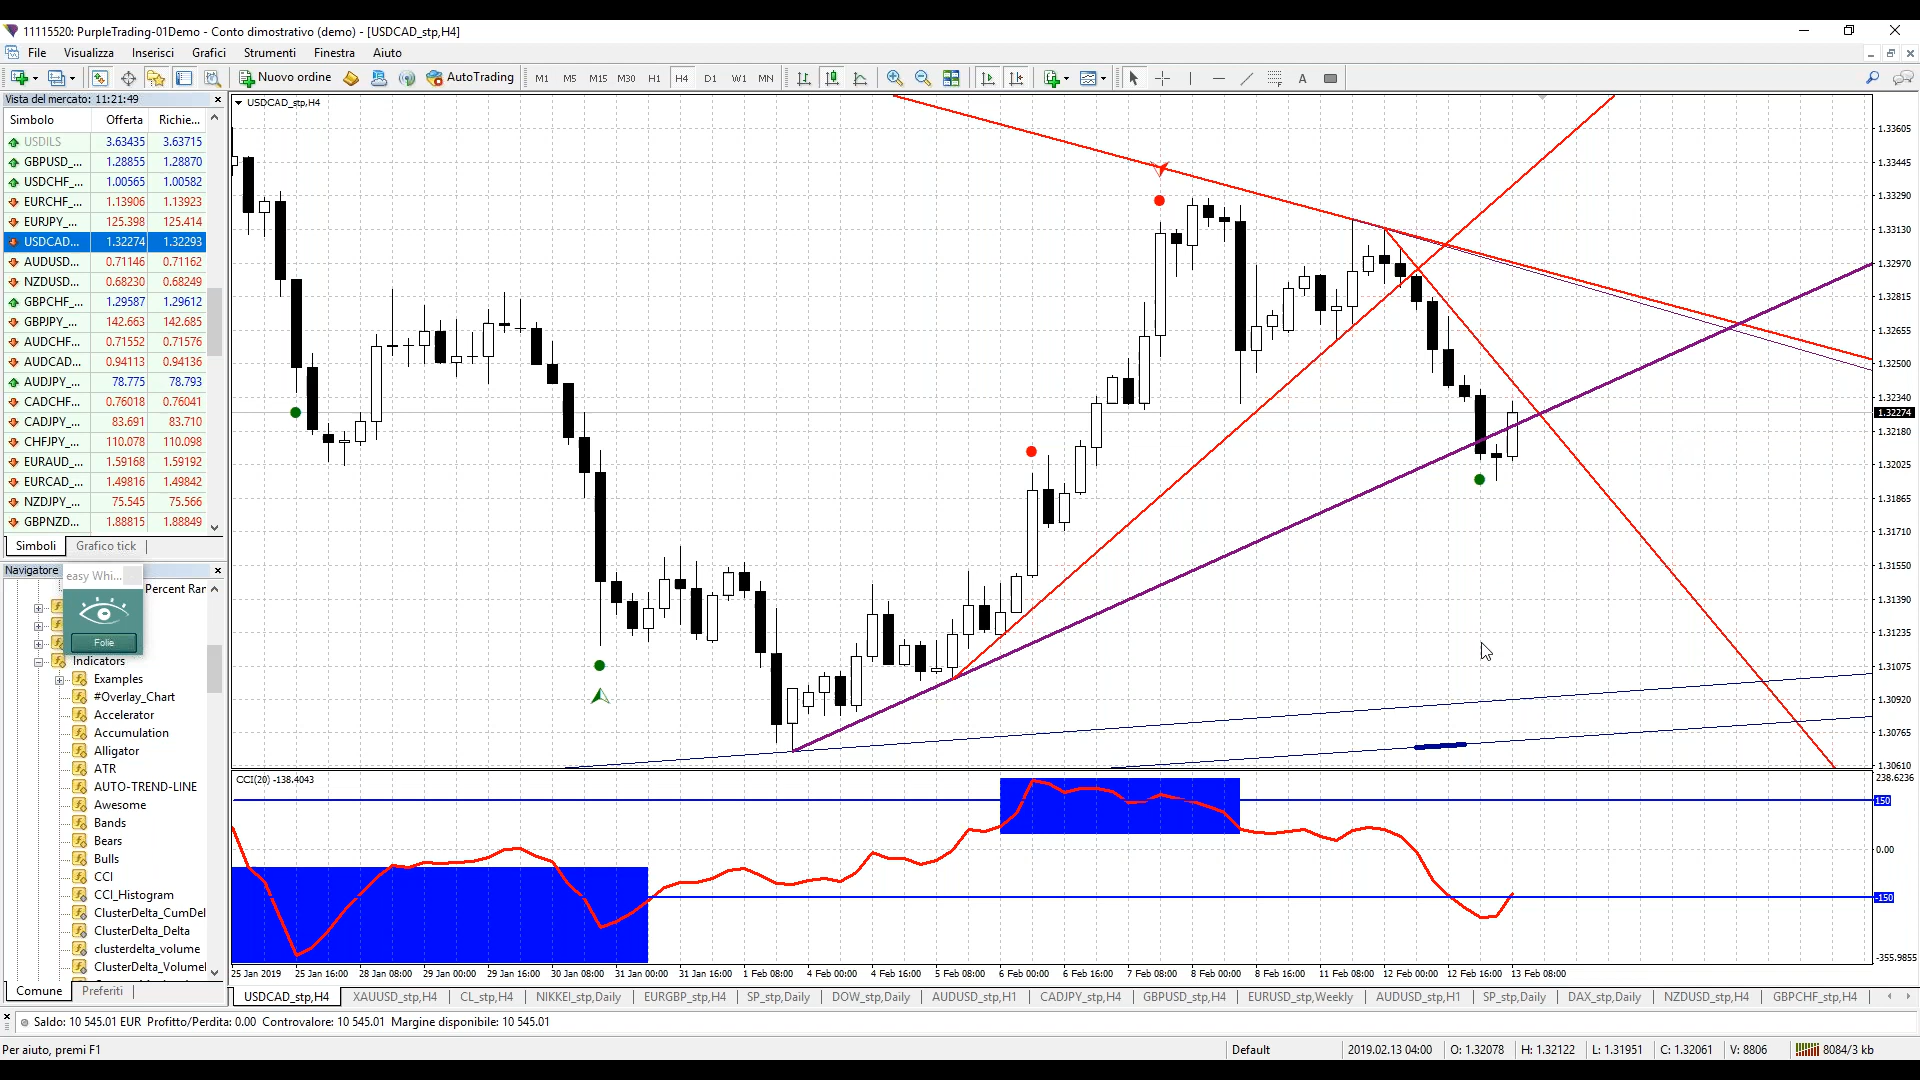 11115520: PurpleTrading-01Demo - Conto dimostrativo (demo) - [USDCAD_stp,H4]
File Visualizza Inserisci Grafici Strumenti Finestra Aiuto
Nuovo ordine AutoTrading M1 M5 M15 M30 H1 H4 D1 W1 MN A
Vista del mercato: 11:21:49
Simbolo Offerta Richie...
USDILS 3.63435 3.63715
GBPUSD_... 1.28855 1.28870
USDCHF_... 1.00565 1.00582
EURCHF_... 1.13906 1.13923
EURJPY_... 125.398 125.414
USDCAD... 1.32274 1.32293
AUDUSD... 0.71146 0.71162
NZDUSD... 0.68230 0.68249
GBPCHF_... 1.29587 1.29612
GBPJPY_... 142.663 142.685
AUDCHF... 0.71552 0.71576
AUDCAD... 0.94113 0.94136
AUDJPY_... 78.775 78.793
CADCHF... 0.76018 0.76041
CADJPY_... 83.691 83.710
CHFJPY_... 110.078 110.098
EURAUD_... 1.59168 1.59192
EURCAD_... 1.49816 1.49842
NZDJPY_... 75.545 75.566
GBPNZD... 1.88815 1.88849
Simboli Grafico tick
Navigatore
easy Whi...
Percent Ran
Folie
Indicators
Examples
#Overlay_Chart
Accelerator
Accumulation
Alligator
ATR
AUTO-TREND-LINE
Awesome
Bands
Bears
Bulls
CCI
CCI_Histogram
ClusterDelta_CumDel
ClusterDelta_Delta
clusterdelta_volume
ClusterDelta_Volume
Comune Preferiti
USDCAD_stp,H4
1.33605
1.33445
1.33290
1.33130
1.32970
1.32815
1.32655
1.32500
1.32340
1.32274
1.32180
1.32025
1.31865
1.31710
1.31550
1.31390
1.31235
1.31075
1.30920
1.30765
1.30610
CCI(20) -138.4043
238.6236
150
0.00
-150
-355.9855
25 Jan 2019 25 Jan 16:00 28 Jan 08:00 29 Jan 00:00 29 Jan 16:00 30 Jan 08:00 31 Jan 00:00 31 Jan 16:00 1 Feb 08:00 4 Feb 00:00 4 Feb 16:00 5 Feb 08:00 6 Feb 00:00 6 Feb 16:00 7 Feb 08:00 8 Feb 00:00 8 Feb 16:00 11 Feb 08:00 12 Feb 00:00 12 Feb 16:00 13 Feb 08:00
USDCAD_stp,H4 XAUUSD_stp,H4 CL_stp,H4 NIKKEI_stp,Daily EURGBP_stp,H4 SP_stp,Daily DOW_stp,Daily AUDUSD_stp,H1 CADJPY_stp,H4 GBPUSD_stp,H4 EURUSD_stp,Weekly AUDUSD_stp,H1 SP_stp,Daily DAX_stp,Daily NZDUSD_stp,H4 GBPCHF_stp,H4
Saldo: 10 545.01 EUR Profitto/Perdita: 0.00 Controvalore: 10 545.01 Margine disponibile: 10 545.01
Per aiuto, premi F1 Default 2019.02.13 04:00 O: 1.32078 H: 1.32122 L: 1.31951 C: 1.32061 V: 8806 8084/3 kb